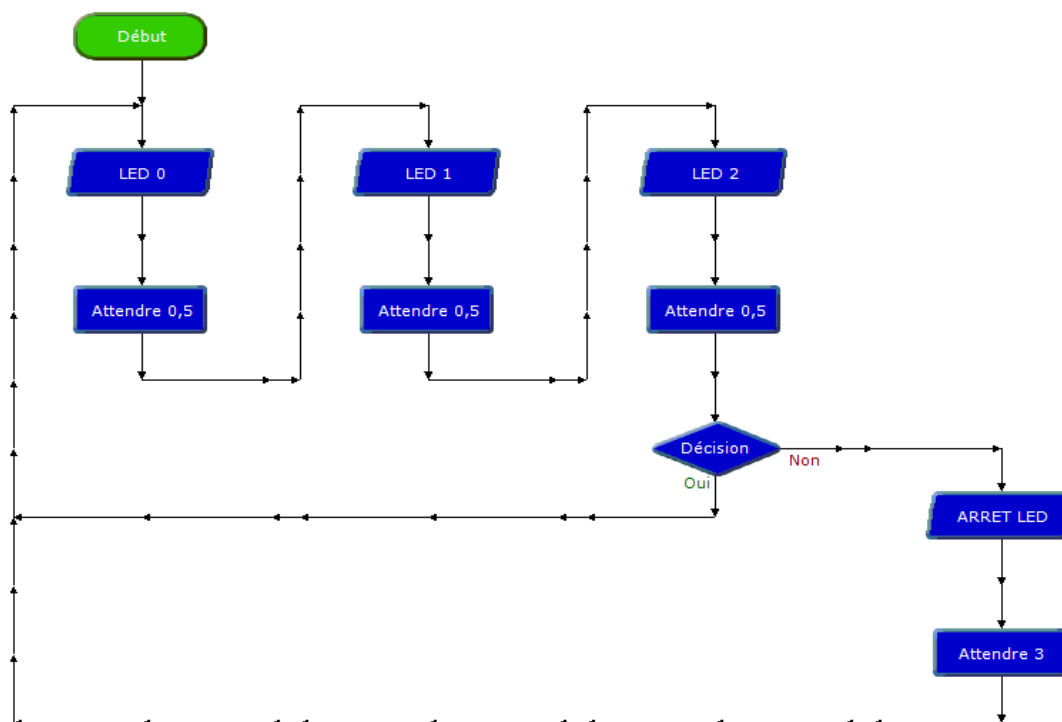 Début
LED 0
LED 1
LED 2
Attendre 0,5
Attendre 0,5
Attendre 0,5
Décision
Non
Oui
ARRET LED
Attendre 3